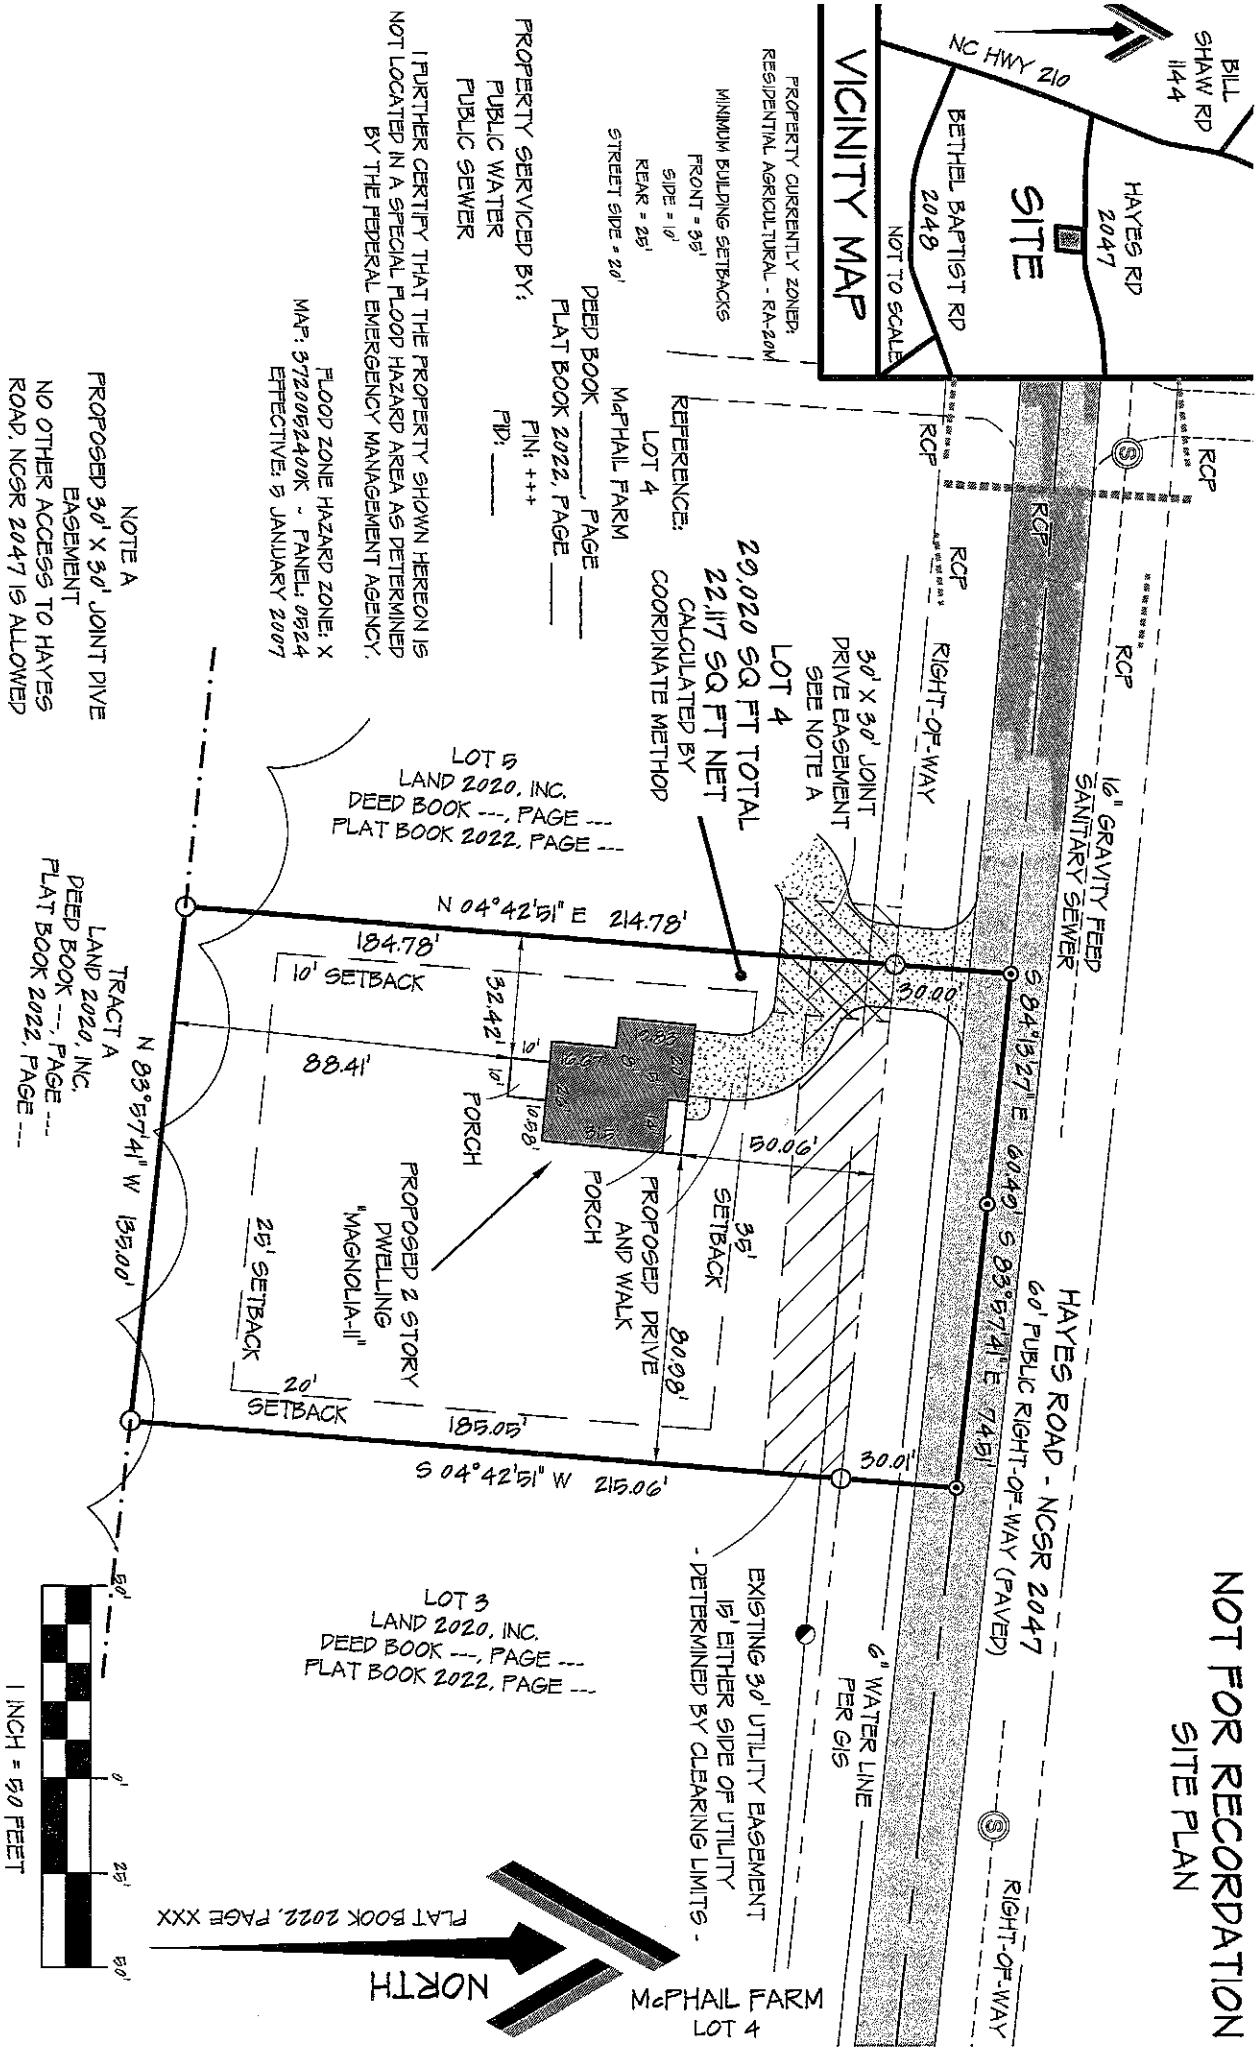 NOT FOR RECORDATION
SITE PLAN
BILL
SHAW RD
1144
NC HWY 210
HAYES RD
2047
SITE
BETHEL BAPTIST RD
2048
NOT TO SCALE
VICINITY MAP
PROPERTY CURRENTLY ZONED:
RESIDENTIAL AGRICULTURAL - RA-20M
MINIMUM BUILDING SETBACKS
FRONT = 35'
SIDE = 10'
REAR = 25'
STREET SIDE = 20'
PROPERTY SERVICED BY:
PUBLIC WATER
PUBLIC SEWER
I FURTHER CERTIFY THAT THE PROPERTY SHOWN HEREON IS
NOT LOCATED IN A SPECIAL FLOOD HAZARD AREA AS DETERMINED
BY THE FEDERAL EMERGENCY MANAGEMENT AGENCY.
FLOOD ZONE HAZARD ZONE: X
MAP: 3720052400K - PANEL: 0524
EFFECTIVE: 5 JANUARY 2007
NOTE A
PROPOSED 30' X 30' JOINT DIVE
EASEMENT
NO OTHER ACCESS TO HAYES
ROAD, NCSR 2047 IS ALLOWED
REFERENCE:
LOT 4
McPHAIL FARM
DEED BOOK ______, PAGE ______
PLAT BOOK 2022, PAGE ______
PIN: +++
PID: ______
RCP
RCP
RCP
RCP
RCP
S
16" GRAVITY FEED
SANITARY SEWER
RIGHT-OF-WAY
30' X 30' JOINT
DRIVE EASEMENT
SEE NOTE A
LOT 4
29,020 SQ FT TOTAL
22,117 SQ FT NET
CALCULATED BY
COORDINATE METHOD
LOT 5
LAND 2020, INC.
DEED BOOK ---, PAGE ---
PLAT BOOK 2022, PAGE ---
N 04°42'51" E 214.78'
184.78'
30.00'
10' SETBACK
32.42'
10'
10'
88.41'
PORCH
10.58'
PORCH
50.06'
35'
SETBACK
PROPOSED DRIVE
AND WALK
80.98'
PROPOSED 2 STORY
DWELLING
"MAGNOLIA-II"
25' SETBACK
20'
SETBACK
185.05'
S 04°42'51" W 215.06'
30.01'
S 84°13'27" E 60.49'
S 83°57'41" E 74.51'
HAYES ROAD - NCSR 2047
60' PUBLIC RIGHT-OF-WAY (PAVED)
N 83°57'41" W 135.00'
TRACT A
LAND 2020, INC.
DEED BOOK ---, PAGE ---
PLAT BOOK 2022, PAGE ---
LOT 3
LAND 2020, INC.
DEED BOOK ---, PAGE ---
PLAT BOOK 2022, PAGE ---
EXISTING 30' UTILITY EASEMENT
15' EITHER SIDE OF UTILITY
- DETERMINED BY CLEARING LIMITS -
6" WATER LINE
PER GIS
S
RIGHT-OF-WAY
50' 0' 25' 50'
1 INCH = 50 FEET
PLAT BOOK 2022, PAGE XXX
NORTH
McPHAIL FARM
LOT 4